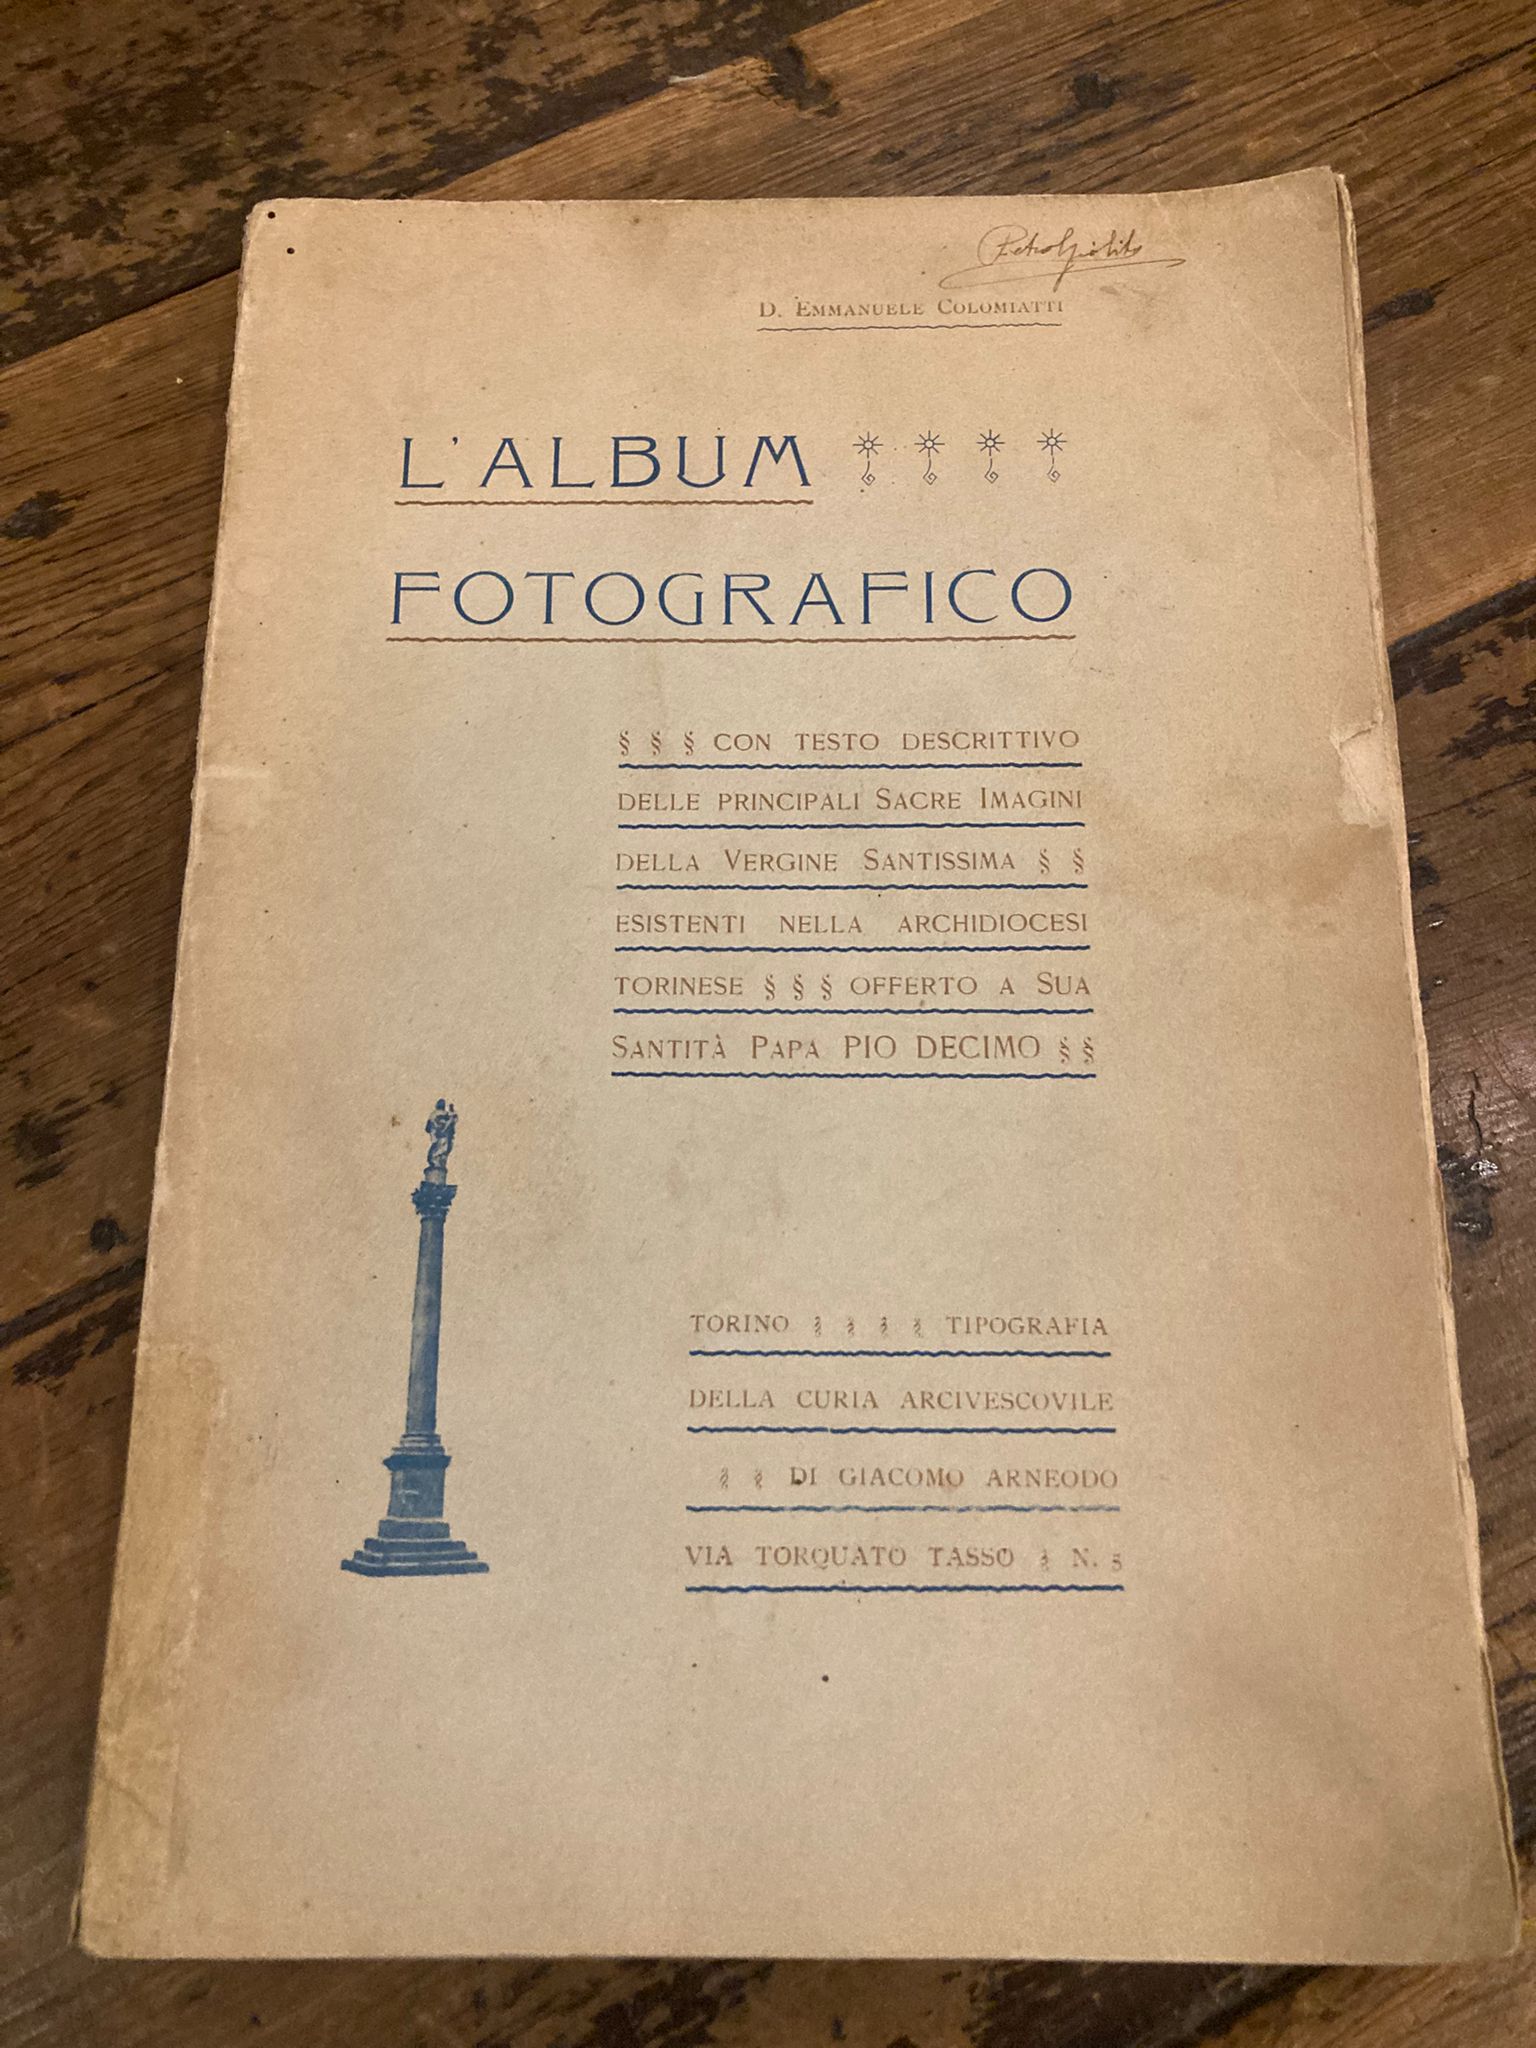 D. Emmanuele Colomiatti
L'ALBUM
FOTOGRAFICO
§ § § CON TESTO DESCRITTIVO
DELLE PRINCIPALI SACRE IMAGINI
DELLA VERGINE SANTISSIMA § §
ESISTENTI NELLA ARCHIDIOCESI
TORINESE § § § OFFERTO A SUA
SANTITÀ PAPA PIO DECIMO § §
TORINO § § § § TIPOGRAFIA
DELLA CURIA ARCIVESCOVILE
§ § DI GIACOMO ARNEODO
VIA TORQUATO TASSO § N. 5